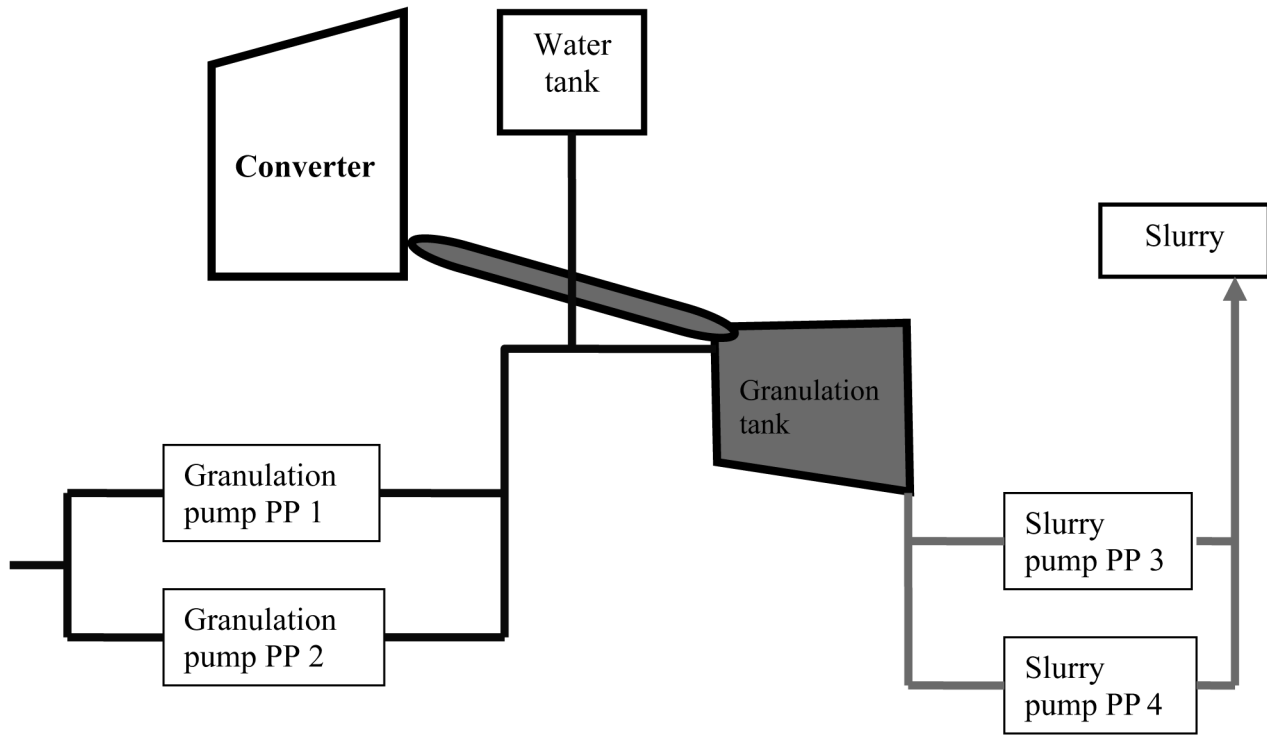 Water
tank
Converter
Slurry
Granulation
tank
Granulation
pump PP 1
Slurry
pump PP 3
Granulation
pump PP 2
Slurry
pump PP 4